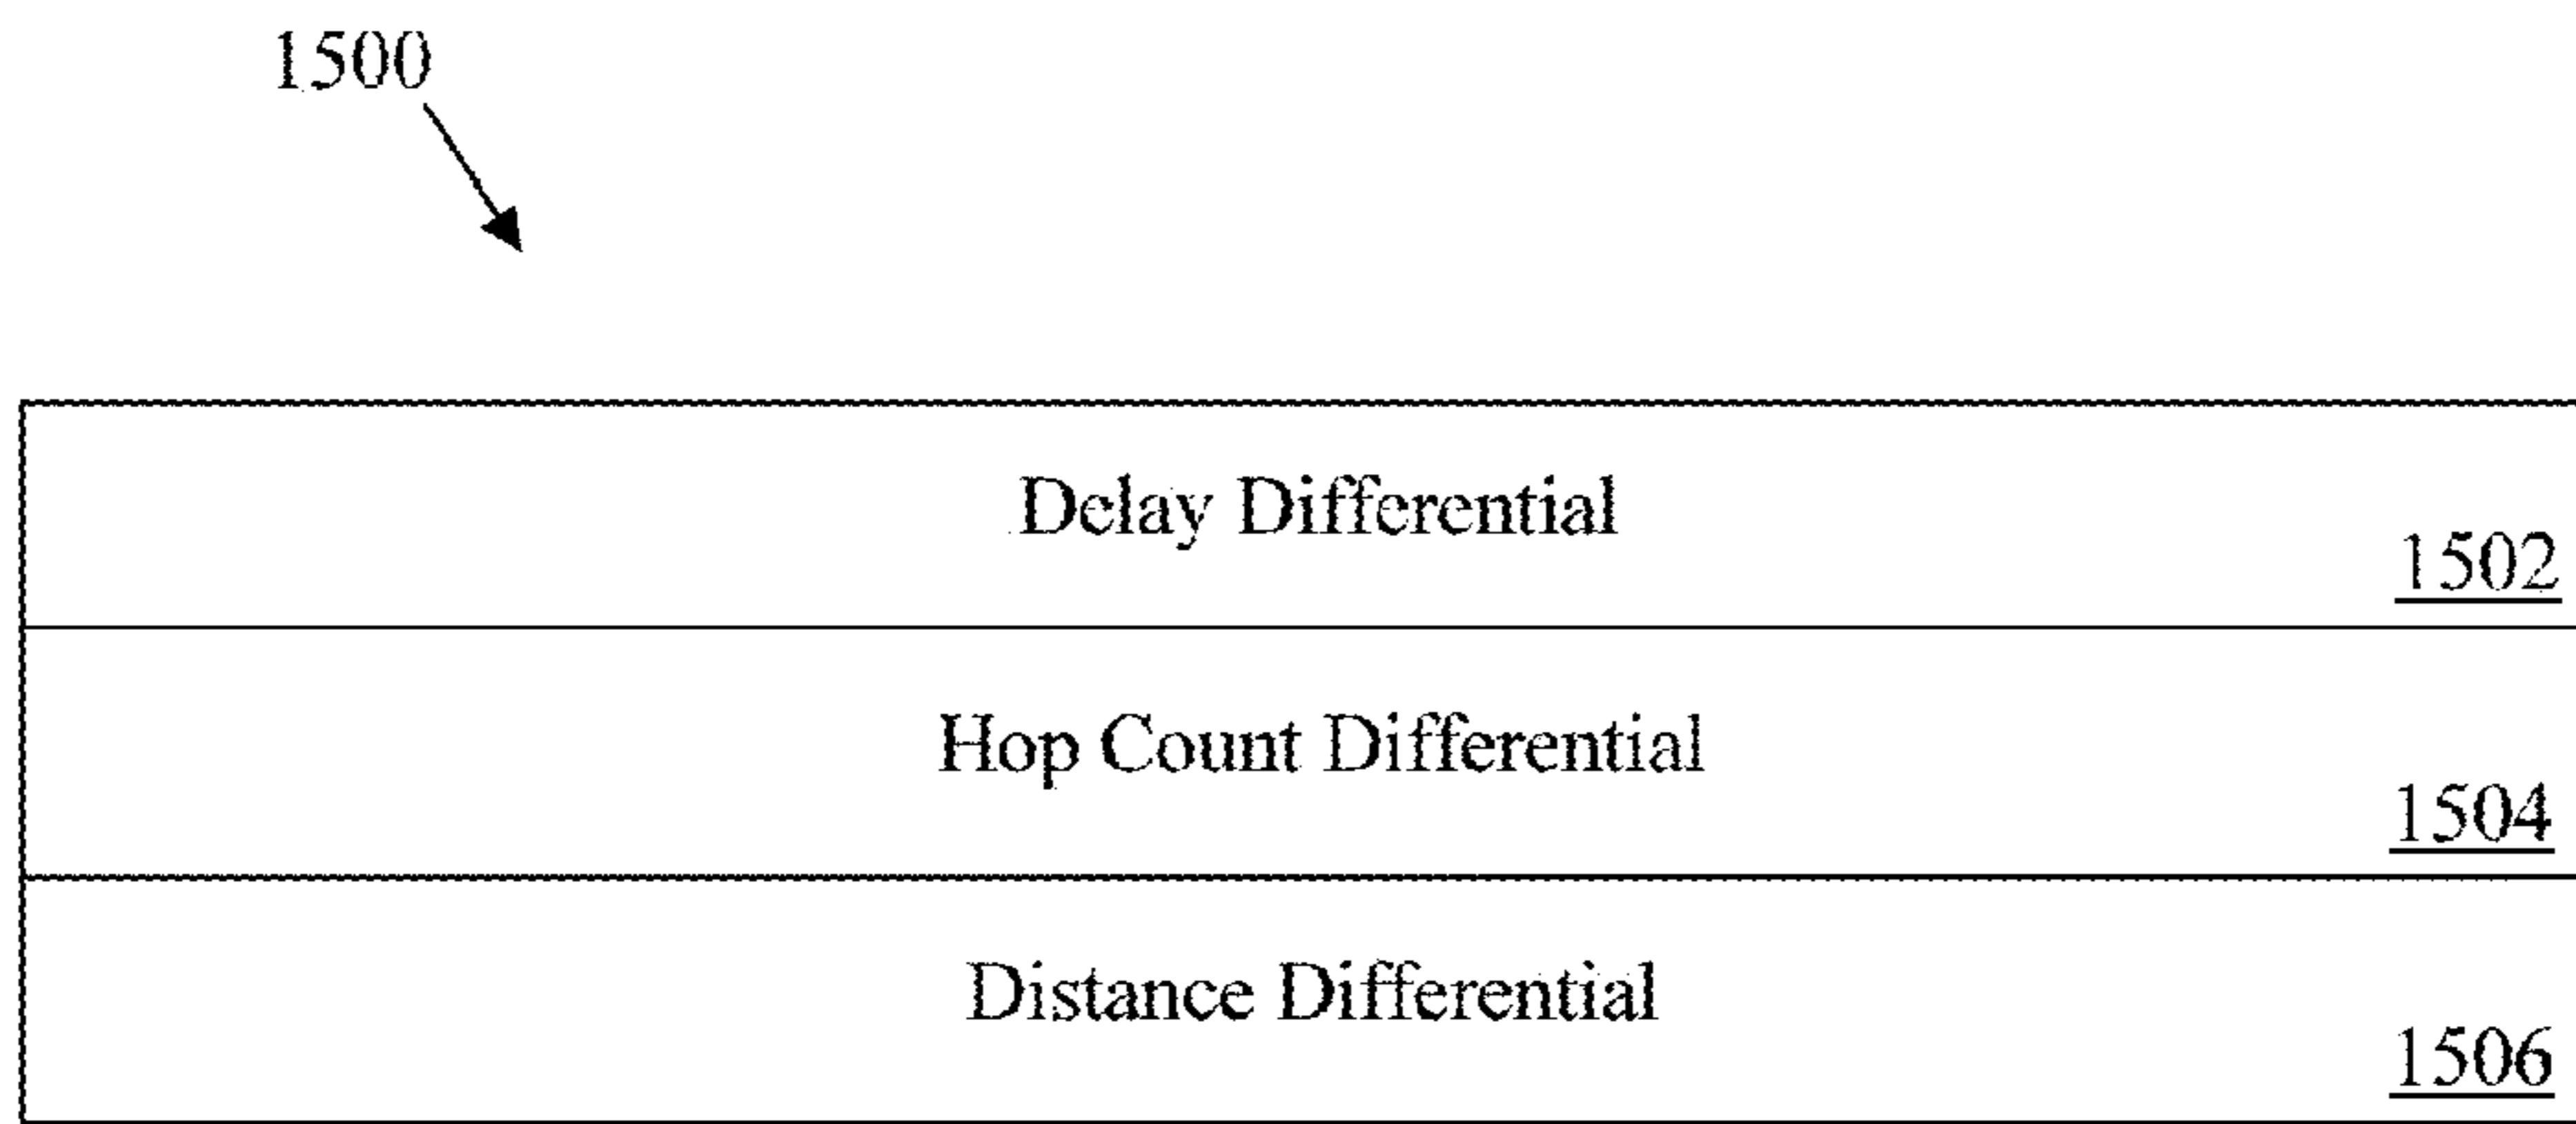 1500
Delay Differential
1502
Hop Count Differential
1504
Distance Differential
1506